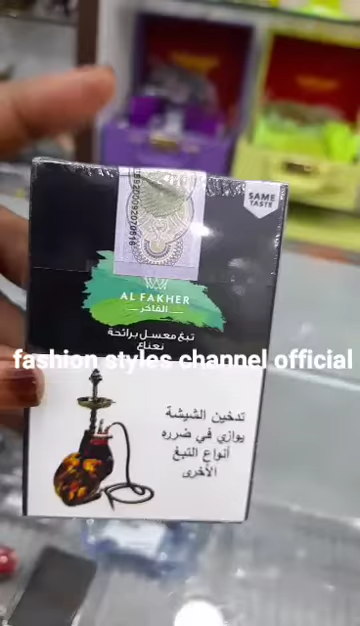 SAME
TASTE
AL FAKHER
الفاخر
تبغ معسل برائحة
نعناع
fashion styles channel official
تدخين الشيشة
يوازي في ضرره
أنواع التبغ
الأخرى